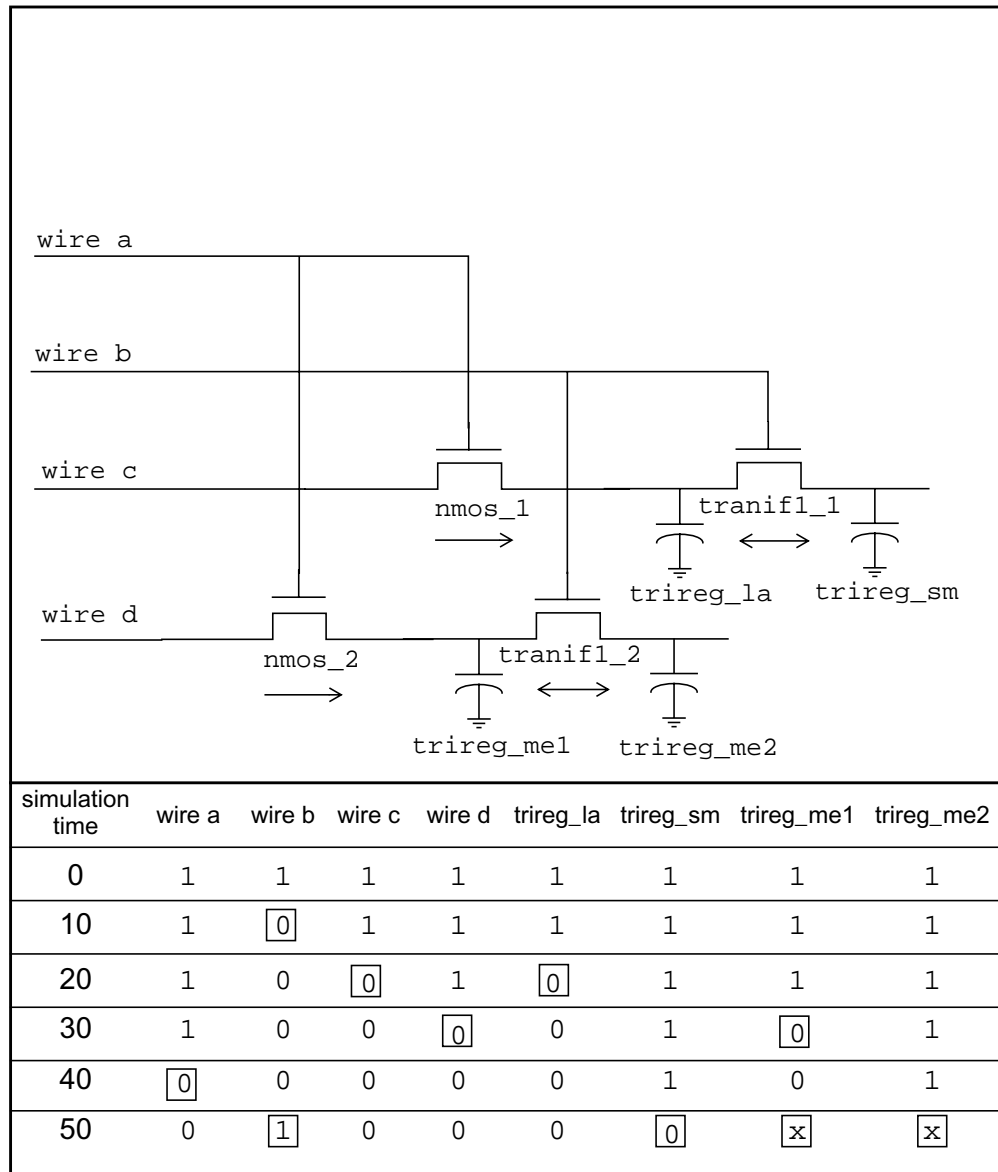 wire a
wire b
wire c
nmos_1
tranif1_1
trireg_la
trireg_sm
wire d
nmos_2
tranif1_2
trireg_me1
trireg_me2
simulation time wire a wire b wire c wire d trireg_la trireg_sm trireg_me1 trireg_me2
0 1 1 1 1 1 1 1 1
10 1 0 1 1 1 1 1 1
20 1 0 0 1 0 1 1 1
30 1 0 0 0 0 1 0 1
40 0 0 0 0 0 1 0 1
50 0 1 0 0 0 0 x x